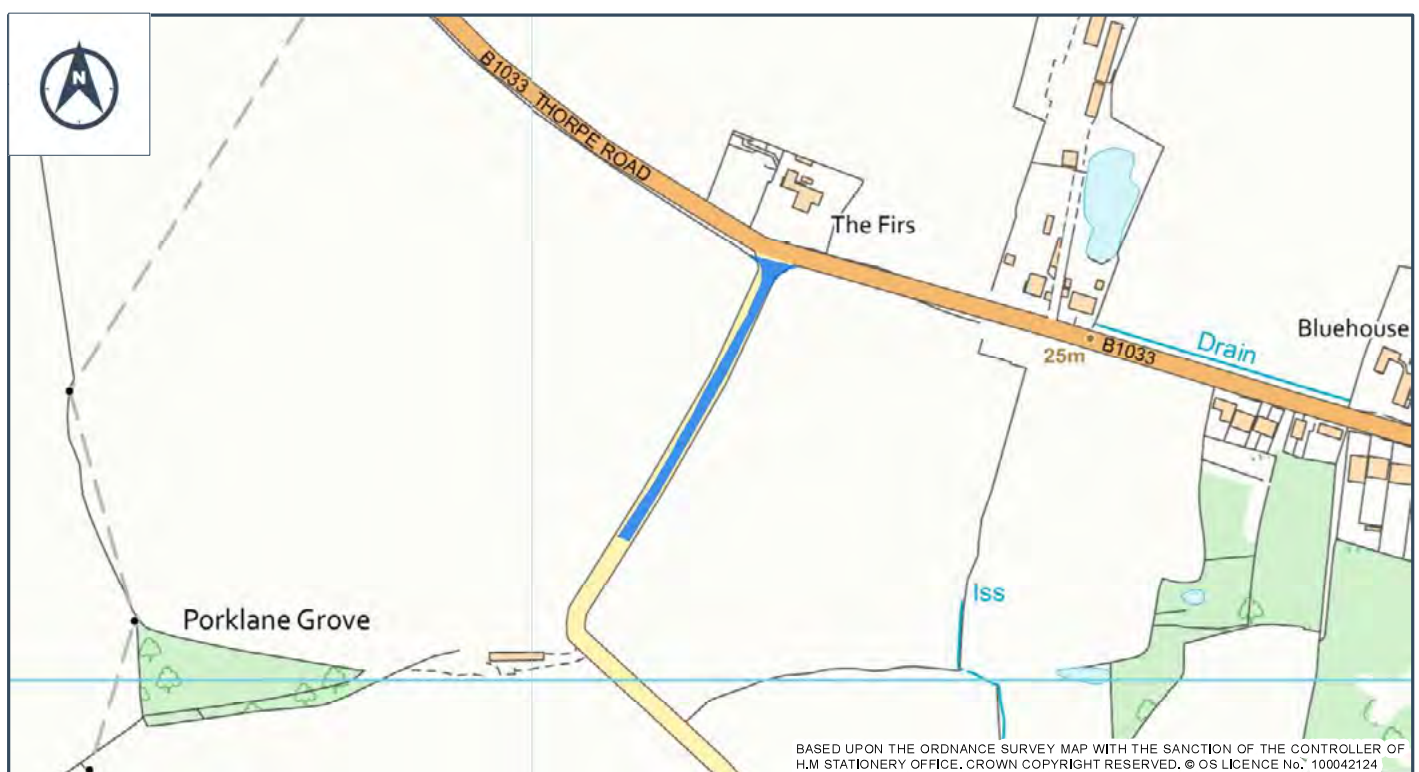 N
B1033 THORPE ROAD
The Firs
Bluehouse
Drain
B1033
25m
Iss
Porklane Grove
BASED UPON THE ORDNANCE SURVEY MAP WITH THE SANCTION OF THE CONTROLLER OF
H.M STATIONERY OFFICE. CROWN COPYRIGHT RESERVED. © OS LICENCE No. 100042124